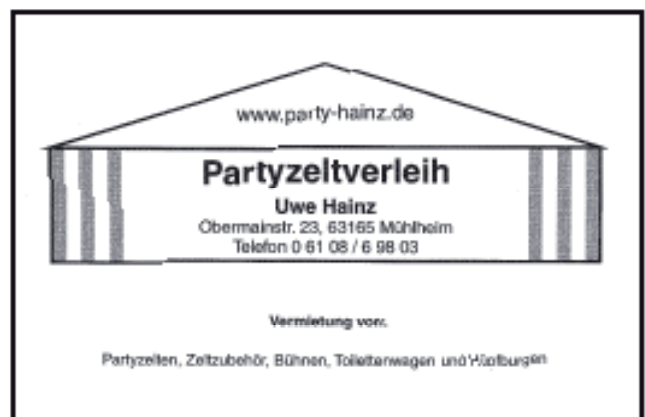 www.party-hainz.de
Partyzeltverleih
Uwe Hainz
Obermainstr. 23, 63165 Mühlheim
Telefon 0 61 08 / 6 98 03
Vermietung von:
Partyzelten, Zeltzubehör, Bühnen, Toilettenwagen und Hüpfburgen